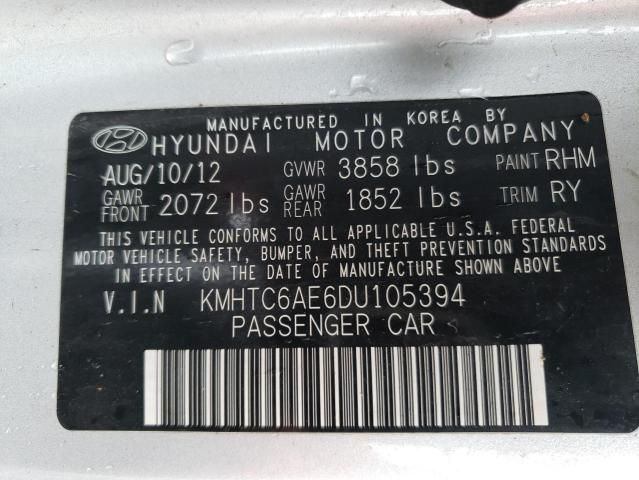 MANUFACTURED IN KOREA BY
HYUNDAI MOTOR COMPANY
AUG/10/12 GVWR 3858 lbs PAINT RHM
GAWR FRONT 2072 lbs GAWR REAR 1852 lbs TRIM RY
THIS VEHICLE CONFORMS TO ALL APPLICABLE U.S.A. FEDERAL
MOTOR VEHICLE SAFETY, BUMPER, AND THEFT PREVENTION STANDARDS
IN EFFECT ON THE DATE OF MANUFACTURE SHOWN ABOVE
V.I.N KMHTC6AE6DU105394
PASSENGER CAR